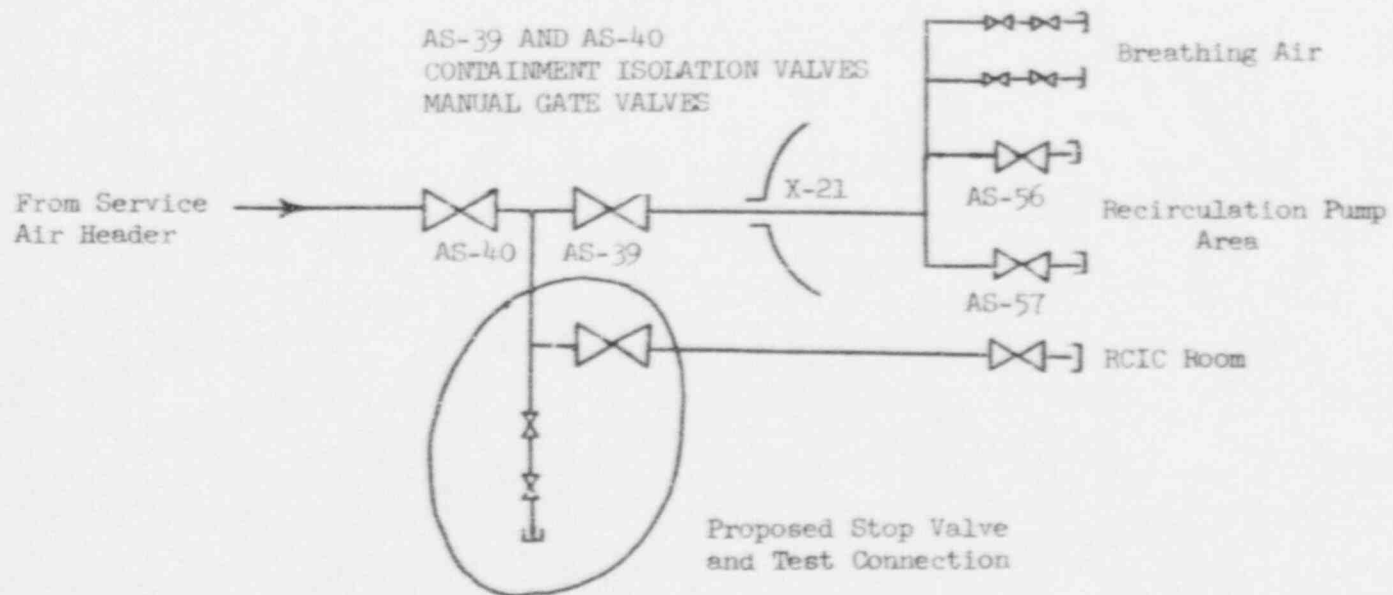 AS-39 AND AS-40
CONTAINMENT ISOLATION VALVES
MANUAL GATE VALVES
Breathing Air
X-21
From Service
Air Header
AS-40
AS-39
AS-56
Recirculation Pump
Area
AS-57
RCIC Room
Proposed Stop Valve
and Test Connection